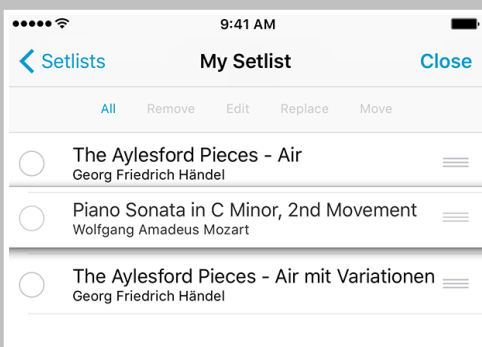 9:41 AM
Setlists My Setlist Close
All Remove Edit Replace Move
The Aylesford Pieces - Air
Georg Friedrich Händel
Piano Sonata in C Minor, 2nd Movement
Wolfgang Amadeus Mozart
The Aylesford Pieces - Air mit Variationen
Georg Friedrich Händel